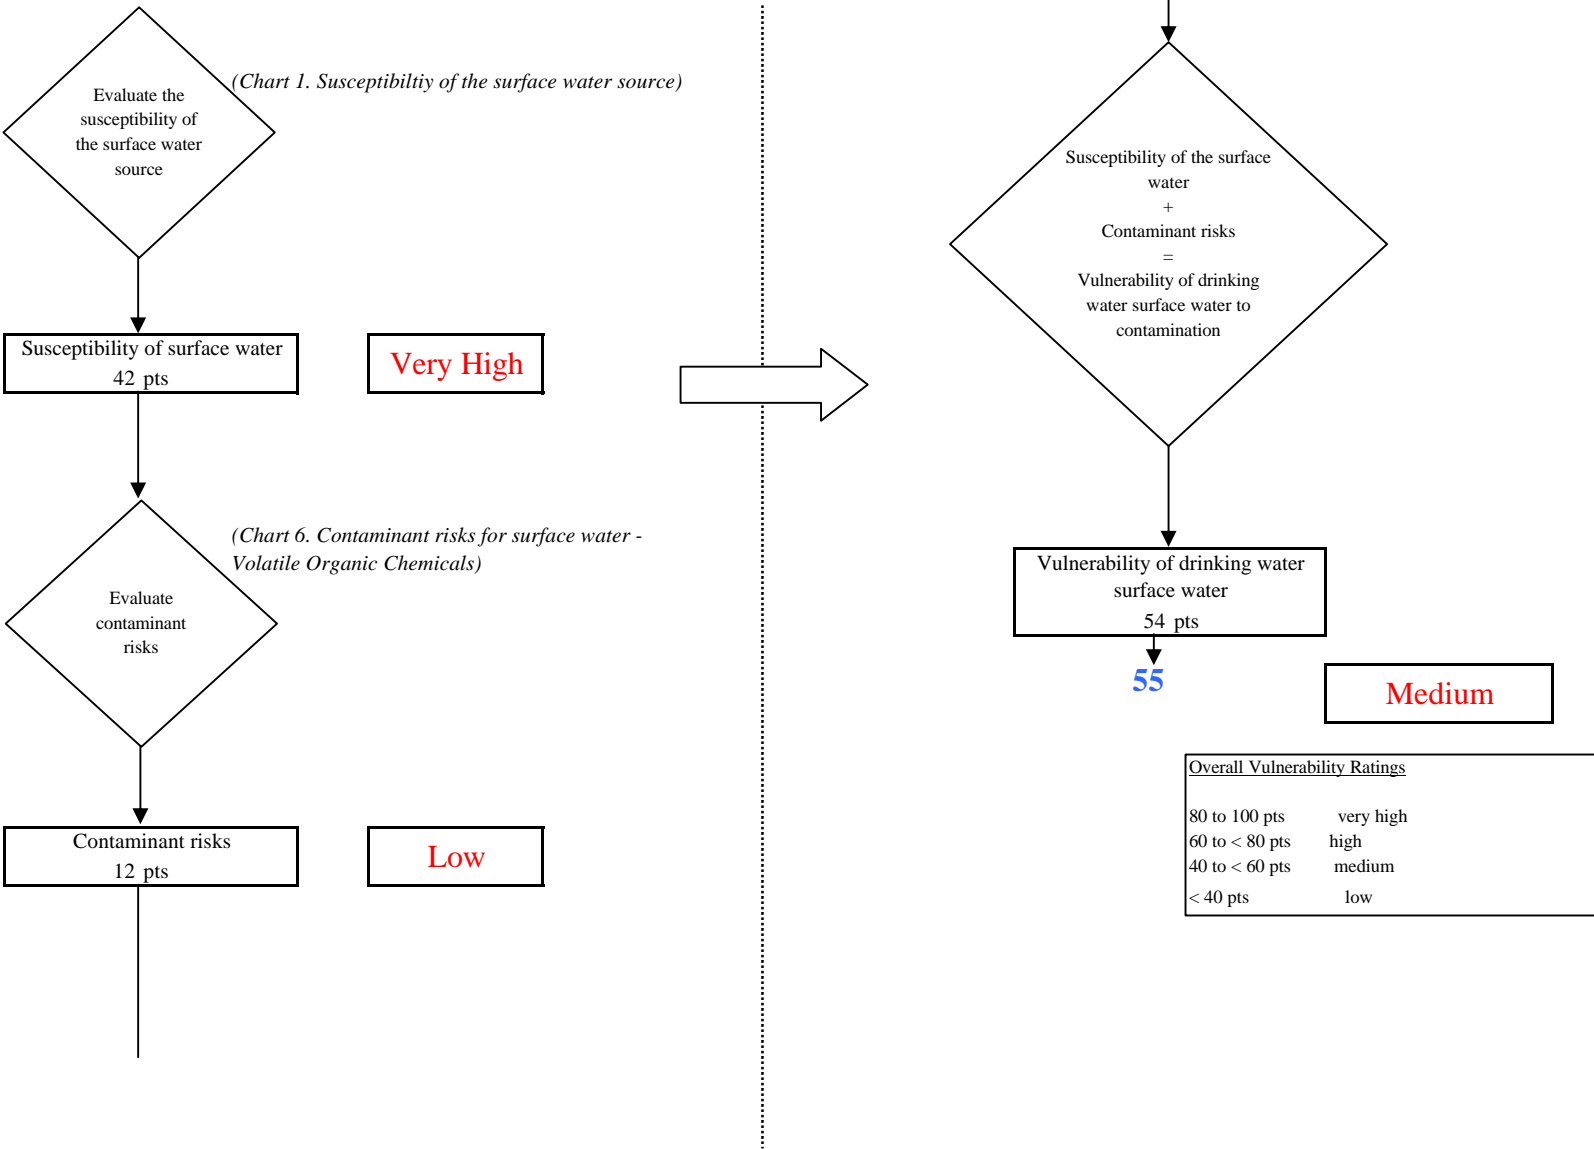 Evaluate the
susceptibility of
the surface water
source
(Chart 1. Susceptibiltiy of the surface water source)
Susceptibility of surface water
42 pts
Very High
(Chart 6. Contaminant risks for surface water -
Volatile Organic Chemicals)
Evaluate
contaminant
risks
Contaminant risks
12 pts
Low
Susceptibility of the surface
water
+
Contaminant risks
=
Vulnerability of drinking
water surface water to
contamination
Vulnerability of drinking water
surface water
54 pts
55
Medium
Overall Vulnerability Ratings
80 to 100 pts very high
60 to < 80 pts high
40 to < 60 pts medium
< 40 pts low